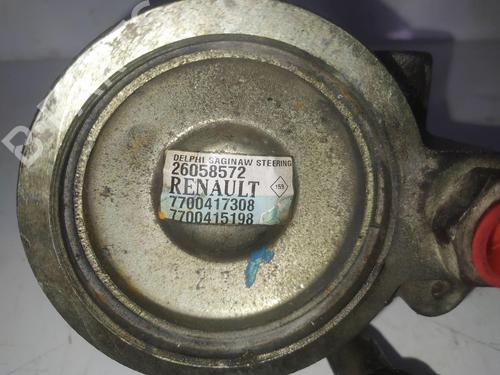 DELPHI SAGINAW STEERING
26058572
RENAULT
7700417308
7700415198